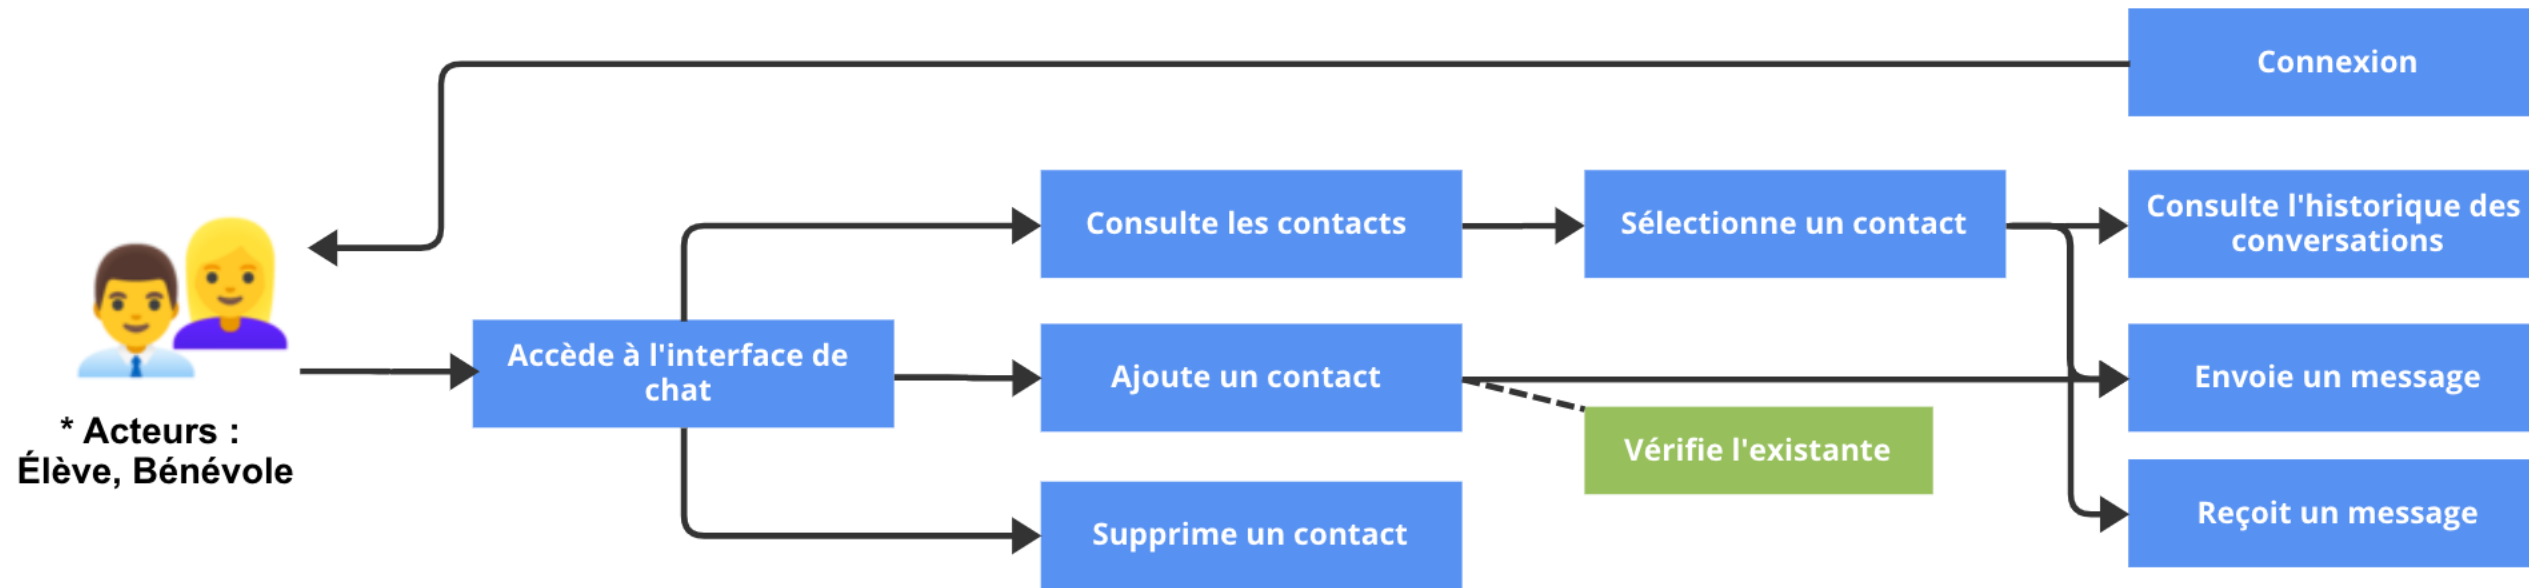 Connexion
Consulte les contacts
Sélectionne un contact
Consulte l'historique des
conversations
Accède à l'interface de
chat
Ajoute un contact
Envoie un message
* Acteurs :
Élève, Bénévole
Vérifie l'existante
Supprime un contact
Reçoit un message